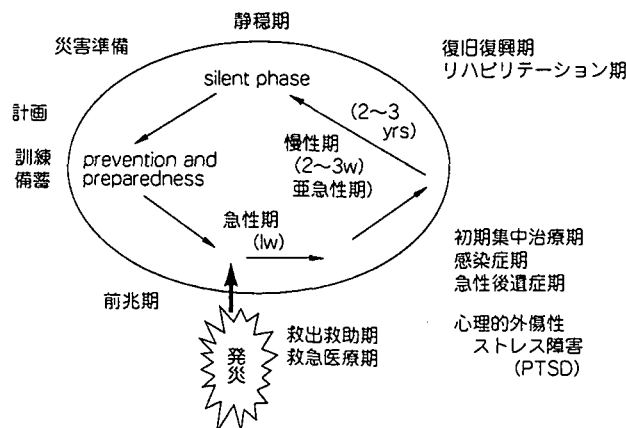 静穏期
災害準備
復旧復興期
リハビリテーション期
silent phase
(2〜3
yrs)
計画
慢性期
(2〜3w)
亜急性期)
訓練
備蓄
prevention and
preparedness
急性期
(lw)
初期集中治療期
感染症期
急性後遺症期
前兆期
心理的外傷性
ストレス障害
(PTSD)
発災
救出救助期
救急医療期